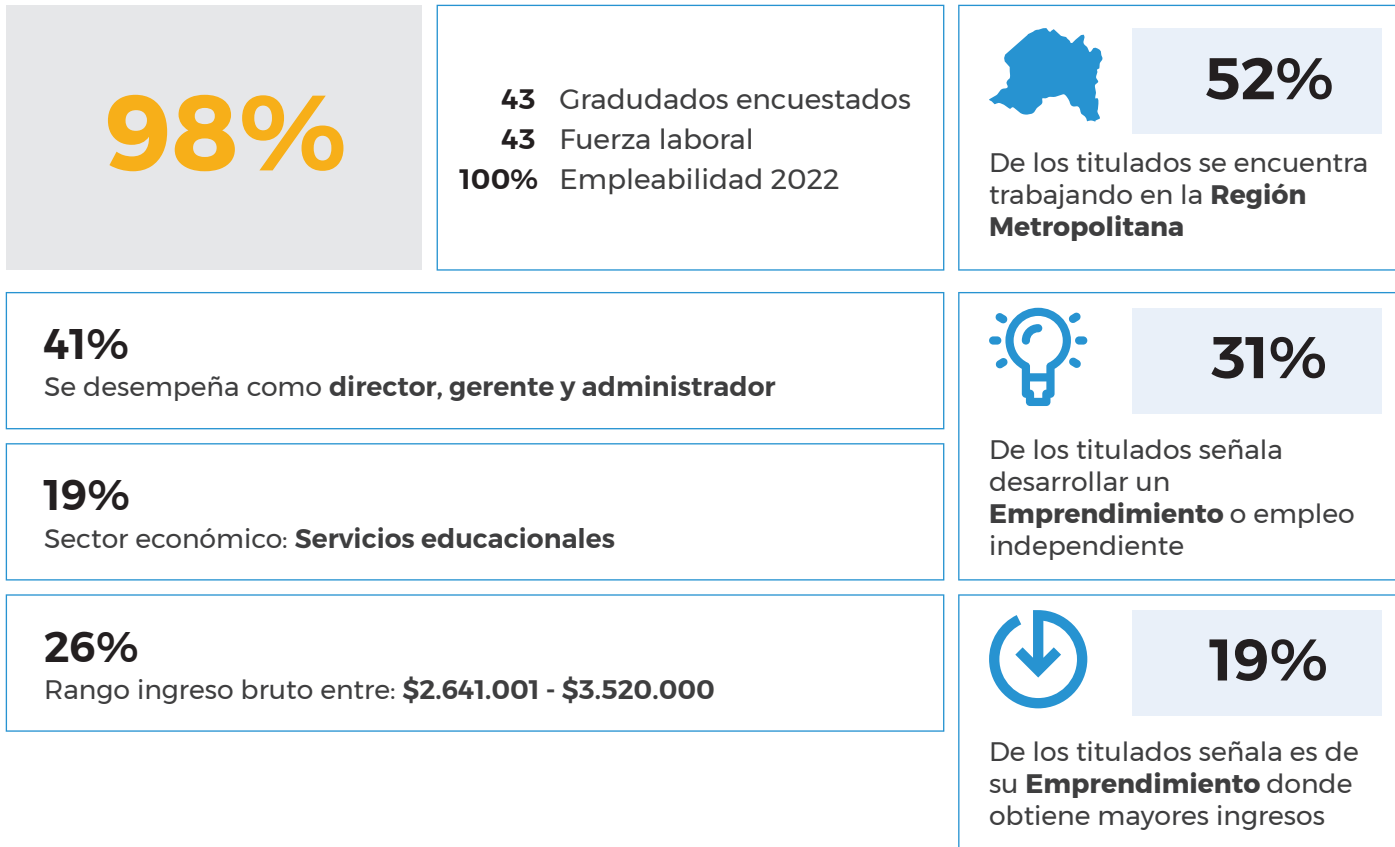 98%
43 Gradudados encuestados
43 Fuerza laboral
100% Empleabilidad 2022
52%
De los titulados se encuentra
trabajando en la Región
Metropolitana
41%
Se desempeña como director, gerente y administrador
19%
Sector económico: Servicios educacionales
26%
Rango ingreso bruto entre: $2.641.001 - $3.520.000
31%
De los titulados señala
desarrollar un
Emprendimiento o empleo
independiente
19%
De los titulados señala es de
su Emprendimiento donde
obtiene mayores ingresos